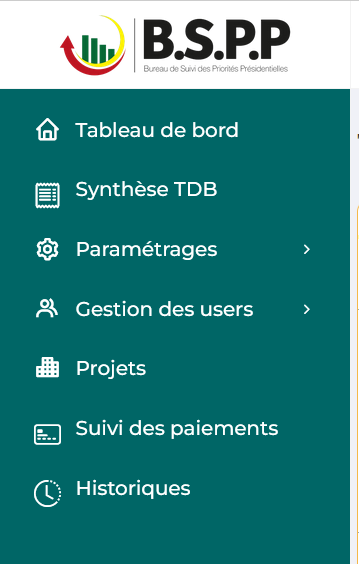 B.S.P.P
Bureau de Suivi des Priorités Présidentielles
Tableau de bord
Synthèse TDB
Paramétrages
Gestion des users
Projets
Suivi des paiements
Historiques